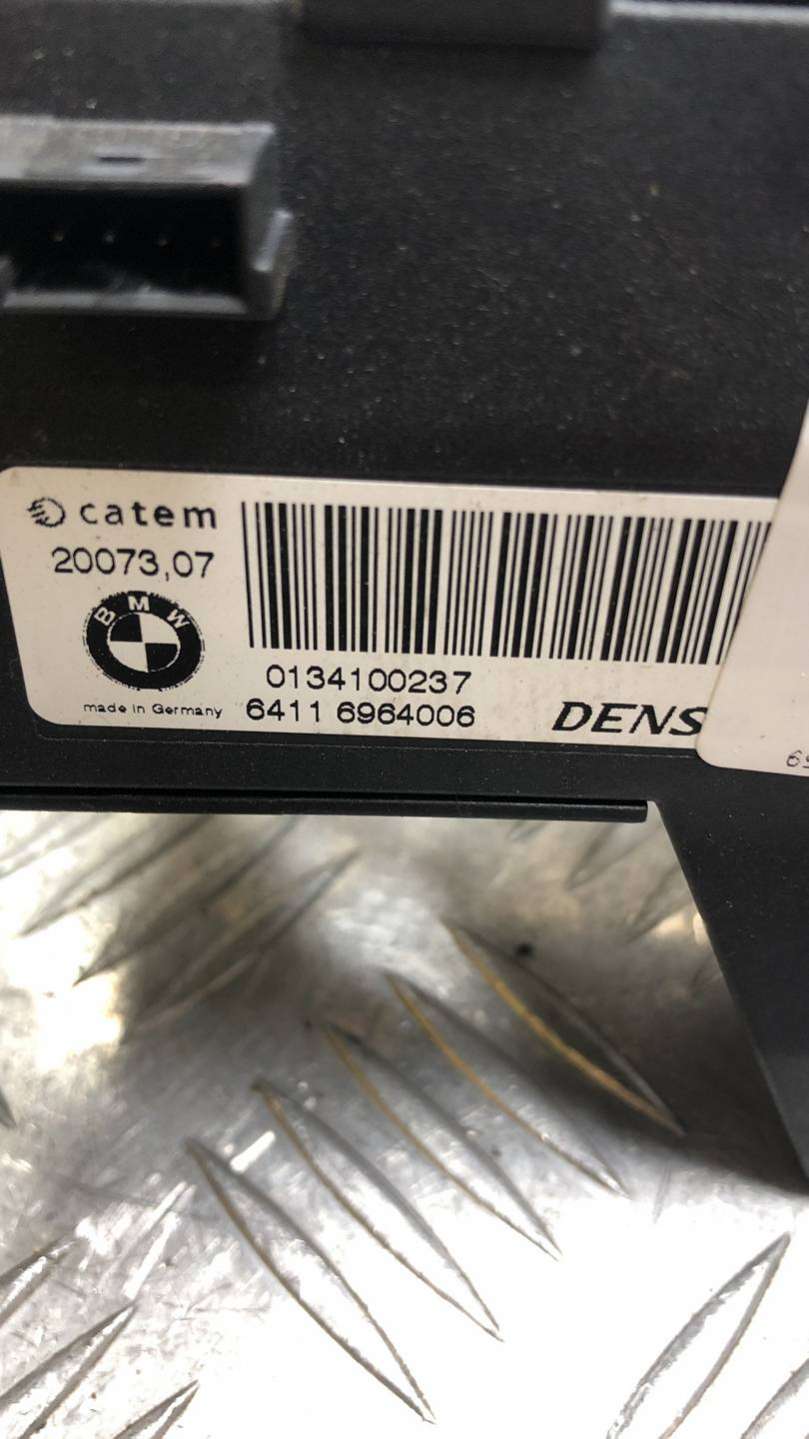 catem
20073,07
BMW
0134100237
made in Germany
6411 6964006
DENS